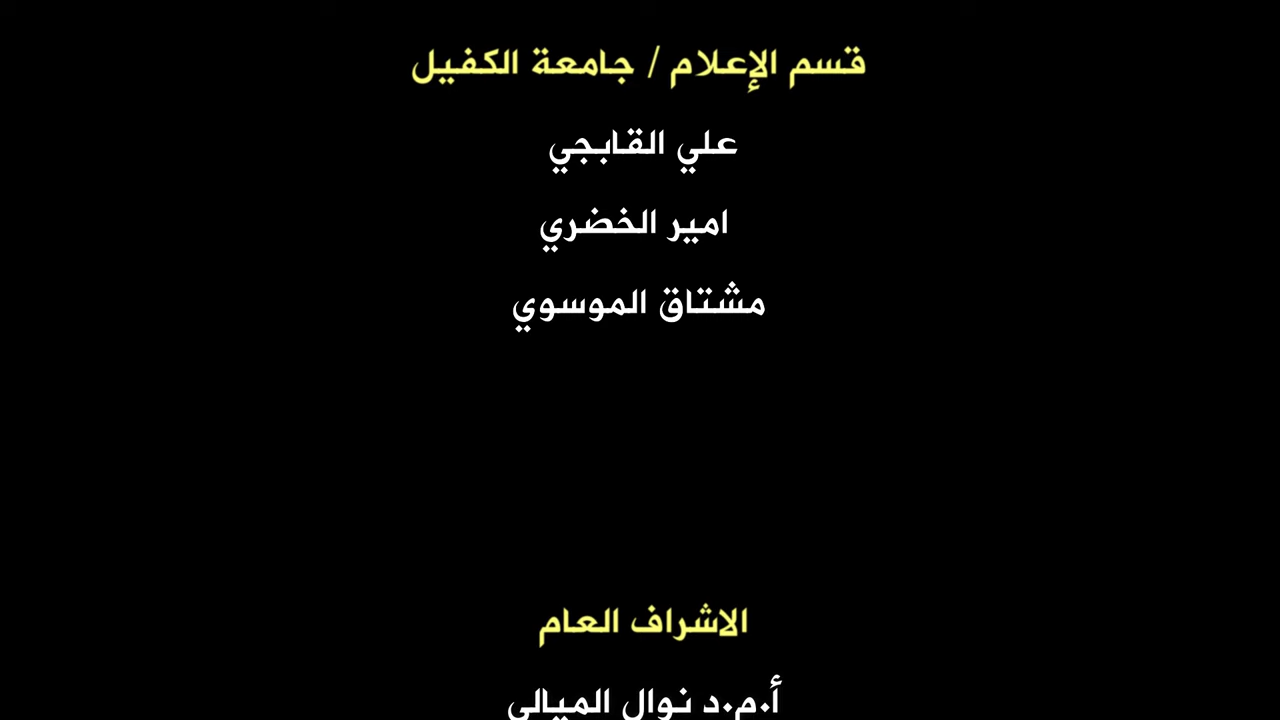 قسم الإعلام / جامعة الكفيل
علي القابجي
امير الخضري
مشتاق الموسوي
الاشراف العام
أ.م.د نوال الميالي